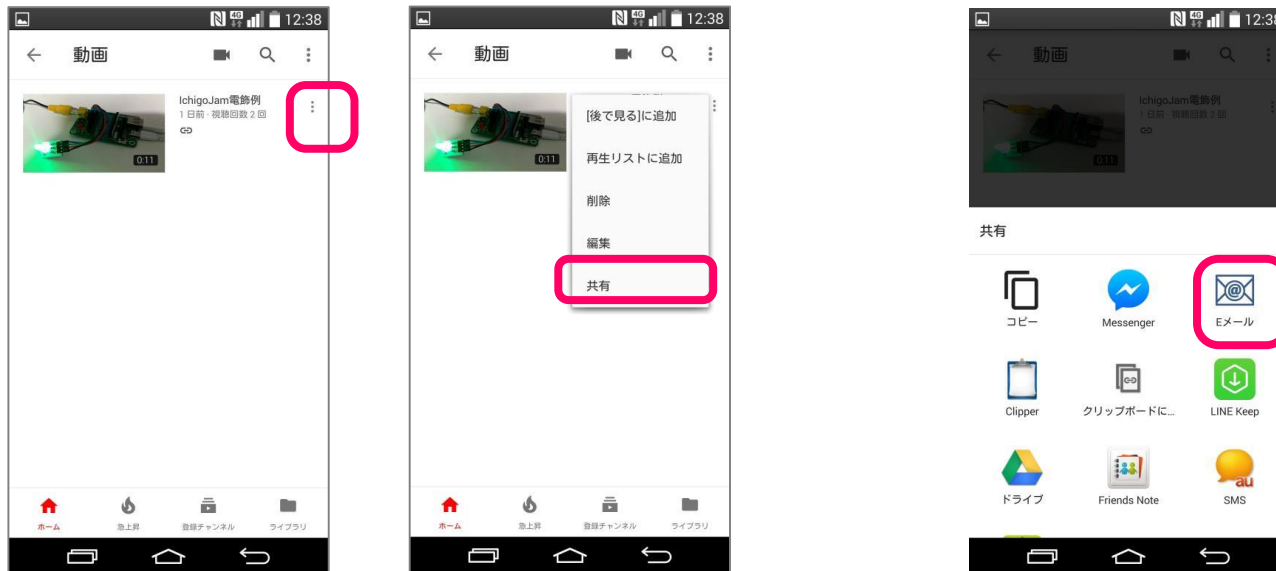 4G 12:38
動画
IchigoJam電飾例
1 日前 · 視聴回数 2 回
0:11
ホーム
急上昇
登録チャンネル
ライブラリ
4G 12:38
動画
[後で見る]に追加
再生リストに追加
削除
編集
共有
0:11
ホーム
急上昇
登録チャンネル
ライブラリ
4G 12:38
動画
IchigoJam電飾例
1 日前 · 視聴回数 2 回
0:11
共有
コピー
Messenger
Eメール
Clipper
クリップボードに...
LINE Keep
ドライブ
Friends Note
au
SMS